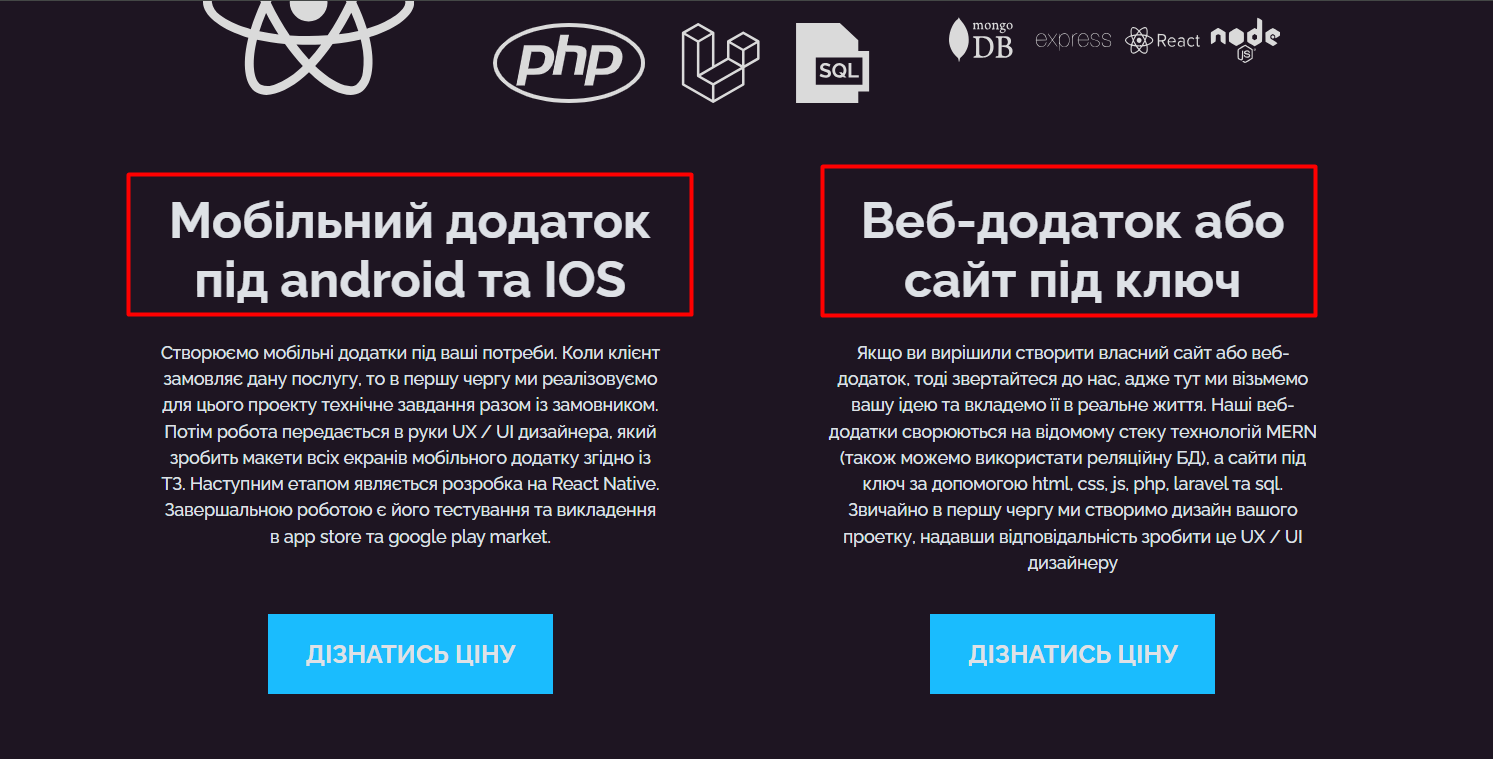 php
SQL
mongo
DB
express
React
node
JS
Мобільний додаток
під android та IOS
Створюємо мобільні додатки під ваші потреби. Коли клієнт
замовляє дану послугу, то в першу чергу ми реалізовуємо
для цього проекту технічне завдання разом із замовником.
Потім робота передається в руки UX / UI дизайнера, який
зробить макети всіх екранів мобільного додатку згідно із
ТЗ. Наступним етапом являється розробка на React Native.
Завершальною роботою є його тестування та викладення
в app store та google play market.
ДІЗНАТИСЬ ЦІНУ
Веб-додаток або
сайт під ключ
Якщо ви вирішили створити власний сайт або веб-
додаток, тоді звертайтеся до нас, адже тут ми візьмемо
вашу ідею та вкладемо її в реальне життя. Наші веб-
додатки сворюються на відомому стеку технологій MERN
(також можемо використати реляційну БД), а сайти під
ключ за допомогою html, css, js, php, laravel та sql.
Звичайно в першу чергу ми створимо дизайн вашого
проетку, надавши відповідальність зробити це UX / UI
дизайнеру
ДІЗНАТИСЬ ЦІНУ